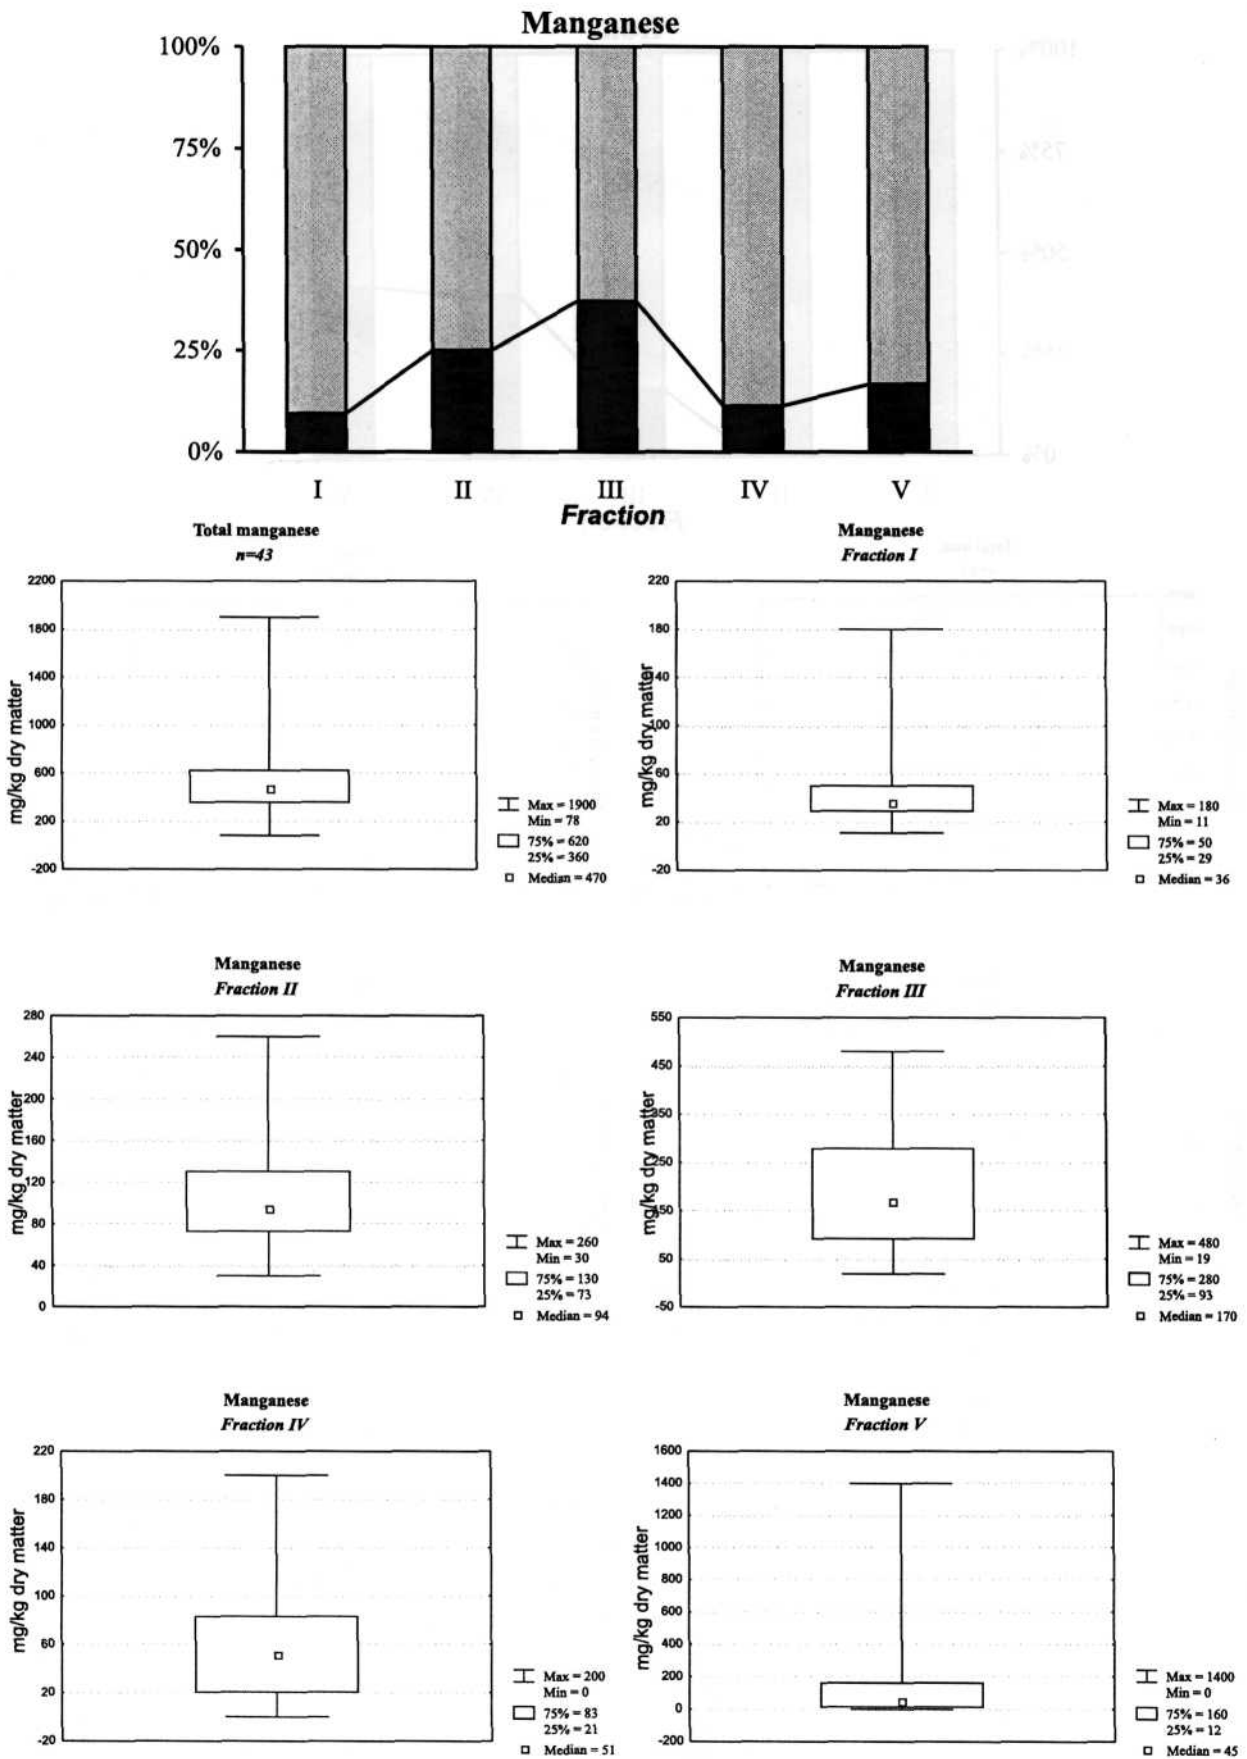 Manganese
100%
75%
50%
25%
0%
I II III IV V
Fraction
Total manganese
n=43
2200
1800
1400
1000
600
200
-200
mg/kg dry matter
Max = 1900
Min = 78
75% = 620
25% = 360
Median = 470
Manganese
Fraction I
220
180
140
100
60
20
-20
mg/kg dry matter
Max = 180
Min = 11
75% = 50
25% = 29
Median = 36
Manganese
Fraction II
280
240
200
160
120
80
40
0
mg/kg dry matter
Max = 260
Min = 30
75% = 130
25% = 73
Median = 94
Manganese
Fraction III
550
450
350
250
150
50
-50
mg/kg dry matter
Max = 480
Min = 19
75% = 280
25% = 93
Median = 170
Manganese
Fraction IV
220
180
140
100
60
20
-20
mg/kg dry matter
Max = 200
Min = 0
75% = 83
25% = 21
Median = 51
Manganese
Fraction V
1600
1400
1200
1000
800
600
400
200
0
-200
mg/kg dry matter
Max = 1400
Min = 0
75% = 160
25% = 12
Median = 45